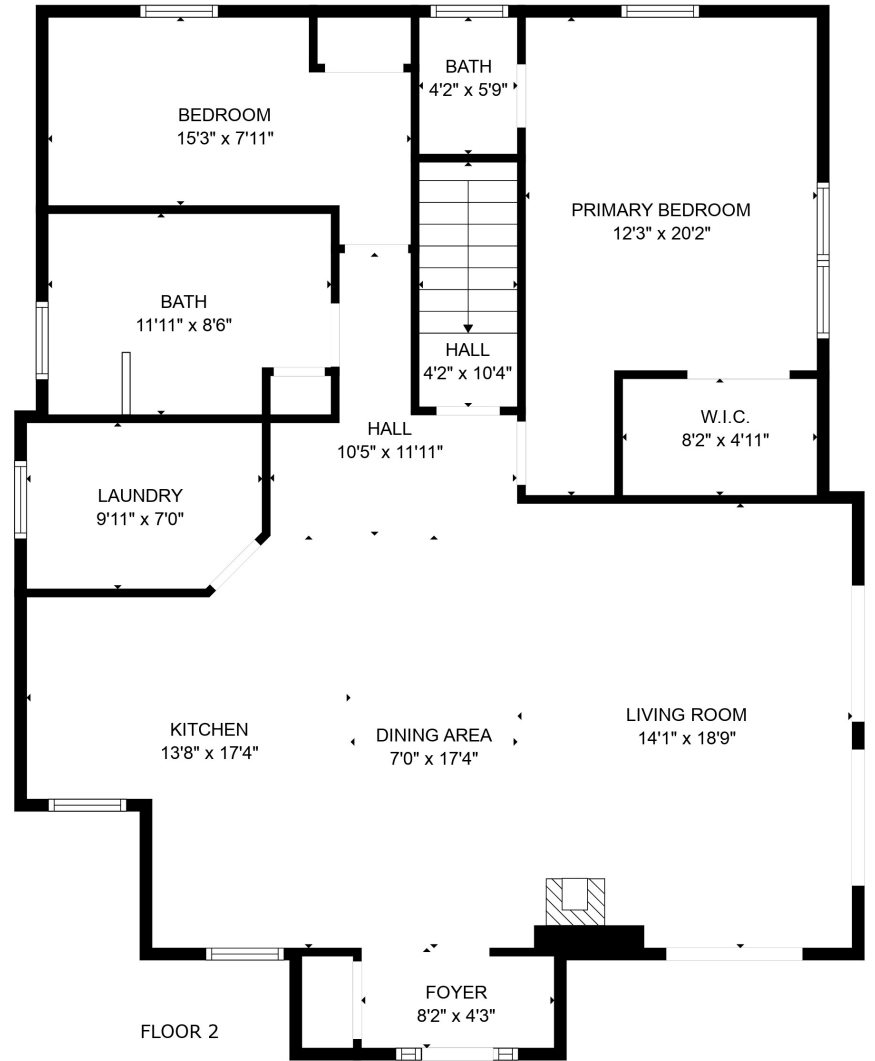 BATH
4'2" x 5'9"
BEDROOM
15'3" x 7'11"
PRIMARY BEDROOM
12'3" x 20'2"
BATH
11'11" x 8'6"
HALL
4'2" x 10'4"
W.I.C.
8'2" x 4'11"
HALL
10'5" x 11'11"
LAUNDRY
9'11" x 7'0"
KITCHEN
13'8" x 17'4"
DINING AREA
7'0" x 17'4"
LIVING ROOM
14'1" x 18'9"
FOYER
8'2" x 4'3"
FLOOR 2